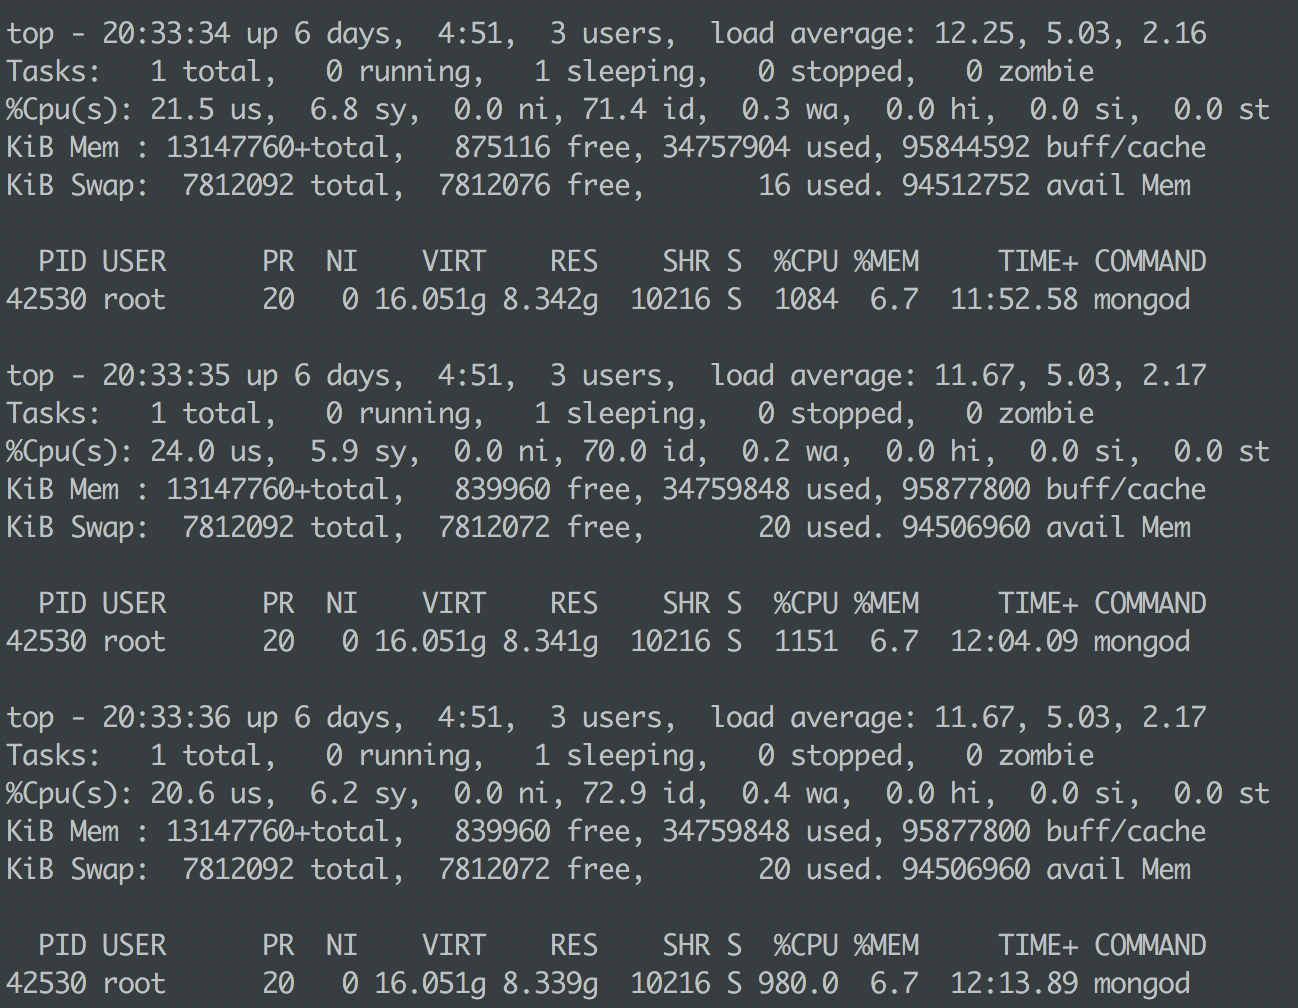 top - 20:33:34 up 6 days,  4:51,  3 users,  load average: 12.25, 5.03, 2.16
Tasks:   1 total,   0 running,   1 sleeping,   0 stopped,   0 zombie
%Cpu(s): 21.5 us,  6.8 sy,  0.0 ni, 71.4 id,  0.3 wa,  0.0 hi,  0.0 si,  0.0 st
KiB Mem : 13147760+total,   875116 free, 34757904 used, 95844592 buff/cache
KiB Swap:  7812092 total,  7812076 free,       16 used. 94512752 avail Mem
  PID USER      PR  NI    VIRT    RES    SHR S  %CPU %MEM     TIME+ COMMAND
42530 root      20   0 16.051g 8.342g  10216 S  1084  6.7  11:52.58 mongod
top - 20:33:35 up 6 days,  4:51,  3 users,  load average: 11.67, 5.03, 2.17
Tasks:   1 total,   0 running,   1 sleeping,   0 stopped,   0 zombie
%Cpu(s): 24.0 us,  5.9 sy,  0.0 ni, 70.0 id,  0.2 wa,  0.0 hi,  0.0 si,  0.0 st
KiB Mem : 13147760+total,   839960 free, 34759848 used, 95877800 buff/cache
KiB Swap:  7812092 total,  7812072 free,       20 used. 94506960 avail Mem
  PID USER      PR  NI    VIRT    RES    SHR S  %CPU %MEM     TIME+ COMMAND
42530 root      20   0 16.051g 8.341g  10216 S  1151  6.7  12:04.09 mongod
top - 20:33:36 up 6 days,  4:51,  3 users,  load average: 11.67, 5.03, 2.17
Tasks:   1 total,   0 running,   1 sleeping,   0 stopped,   0 zombie
%Cpu(s): 20.6 us,  6.2 sy,  0.0 ni, 72.9 id,  0.4 wa,  0.0 hi,  0.0 si,  0.0 st
KiB Mem : 13147760+total,   839960 free, 34759848 used, 95877800 buff/cache
KiB Swap:  7812092 total,  7812072 free,       20 used. 94506960 avail Mem
  PID USER      PR  NI    VIRT    RES    SHR S  %CPU %MEM     TIME+ COMMAND
42530 root      20   0 16.051g 8.339g  10216 S 980.0  6.7  12:13.89 mongod